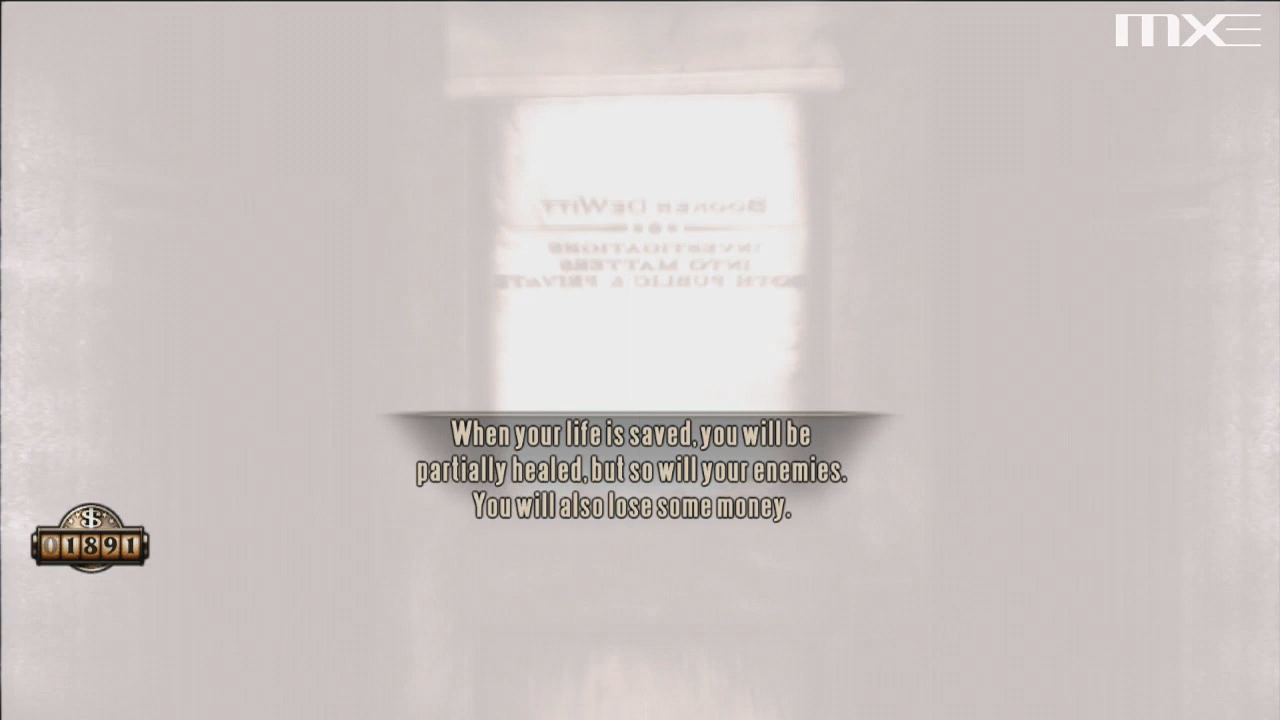 MXE
BOOKER DEWITT
INVESTIGATIONS
INTO MATTERS
BOTH PUBLIC & PRIVATE
When your life is saved, you will be
partially healed, but so will your enemies.
You will also lose some money.
$
01891